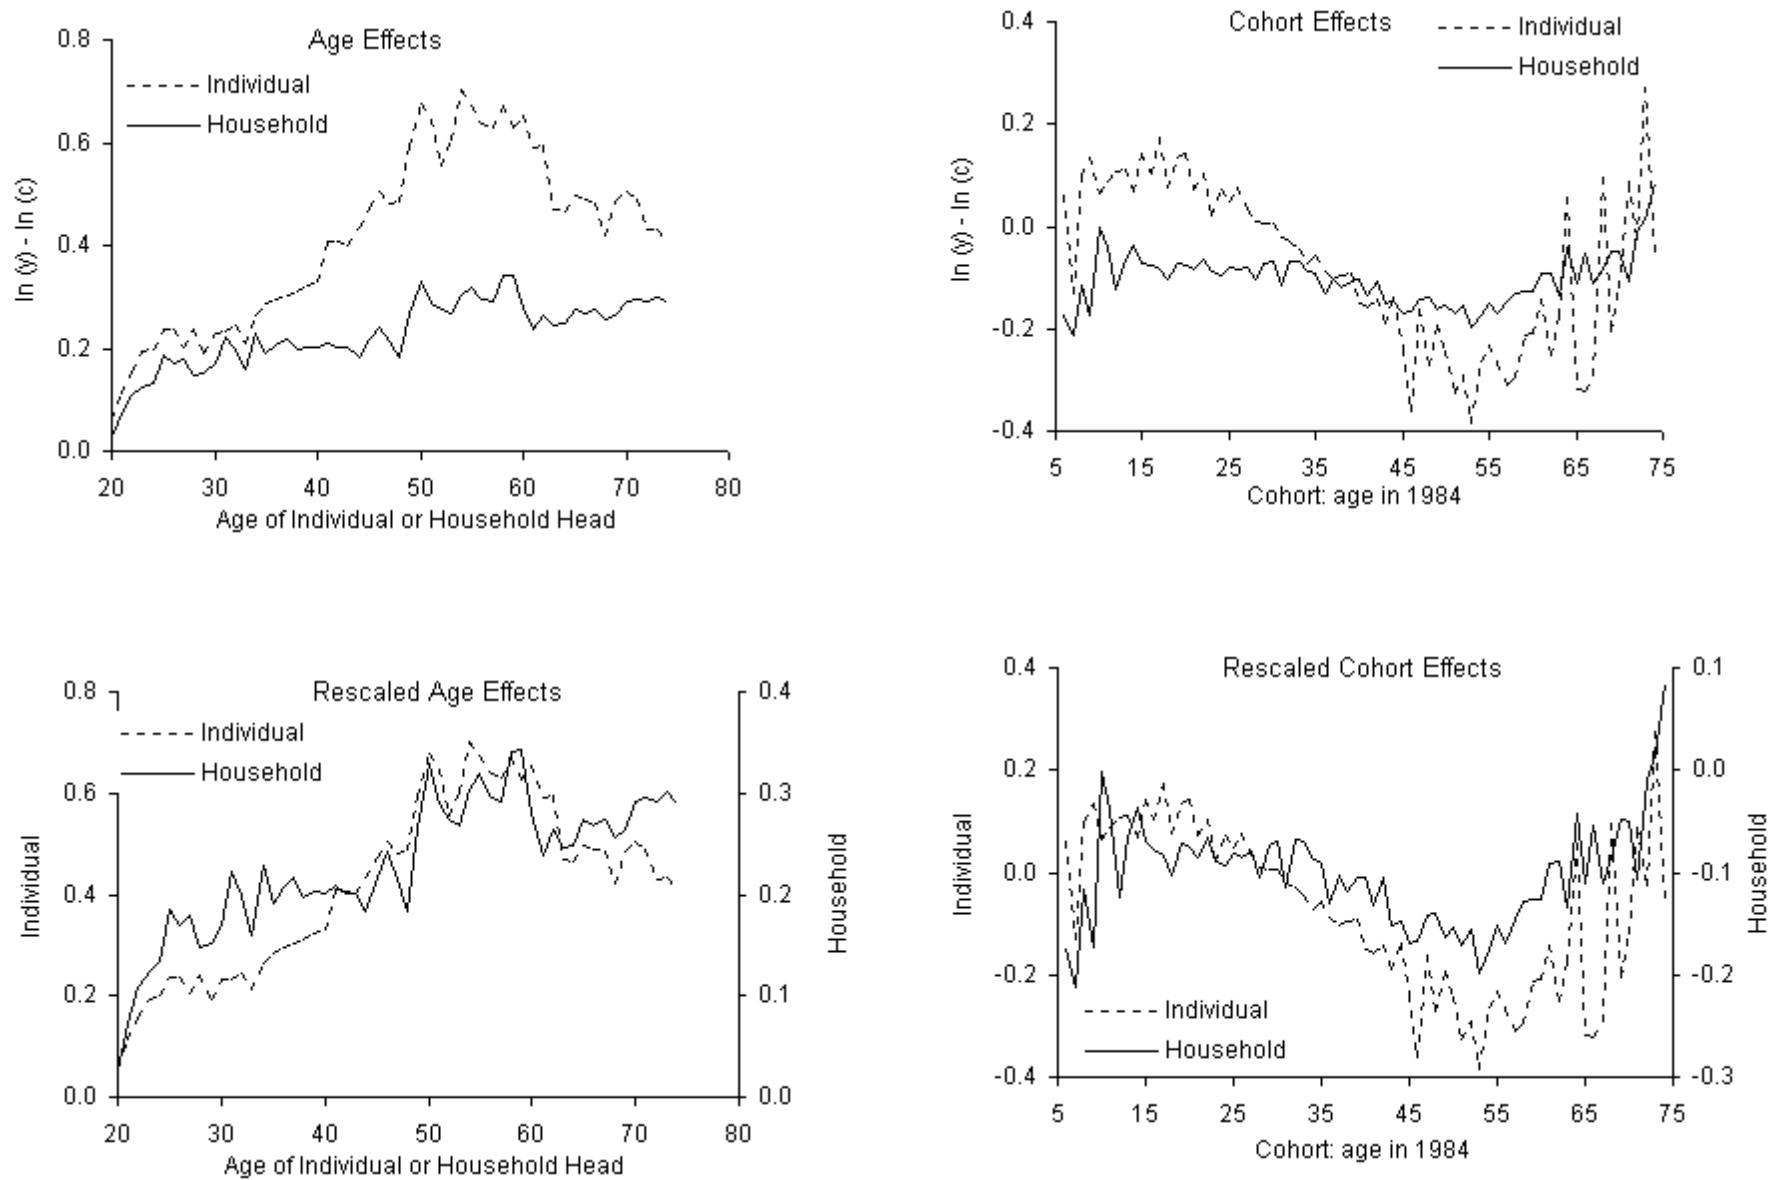 Age Effects
Individual
Household
ln (y) - ln (c)
0.8
0.6
0.4
0.2
0.0
20 30 40 50 60 70 80
Age of Individual or Household Head
Cohort Effects
Individual
Household
ln (y) - ln (c)
0.4
0.2
0.0
-0.2
-0.4
5 15 25 35 45 55 65 75
Cohort: age in 1984
Rescaled Age Effects
Individual
Household
Individual
0.8
0.6
0.4
0.2
0.0
0.4
0.3
0.2
0.1
0.0
Household
20 30 40 50 60 70 80
Age of Individual or Household Head
Rescaled Cohort Effects
Individual
0.4
0.2
0.0
-0.2
-0.4
0.1
0.0
-0.1
-0.2
-0.3
Household
Individual
Household
5 15 25 35 45 55 65 75
Cohort: age in 1984